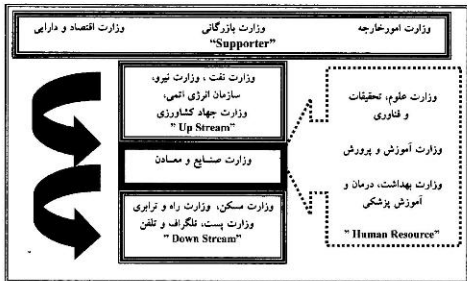 وزارت امورخارجه وزارت بازرگانی وزارت اقتصاد و دارایی
"Supporter"
وزارت نفت ، وزارت نیرو،
سازمان انرژی اتمی،
وزارت جهاد کشاورزی
" Up Stream"
وزارت صنایع و معادن
وزارت مسکن، وزارت راه و ترابری
وزارت پست، تلگراف و تلفن
" Down Stream"
وزارت علوم، تحقیقات
و فناوری
وزارت آموزش و پرورش
وزارت بهداشت، درمان و
آموزش پزشکی
"Human Resource"